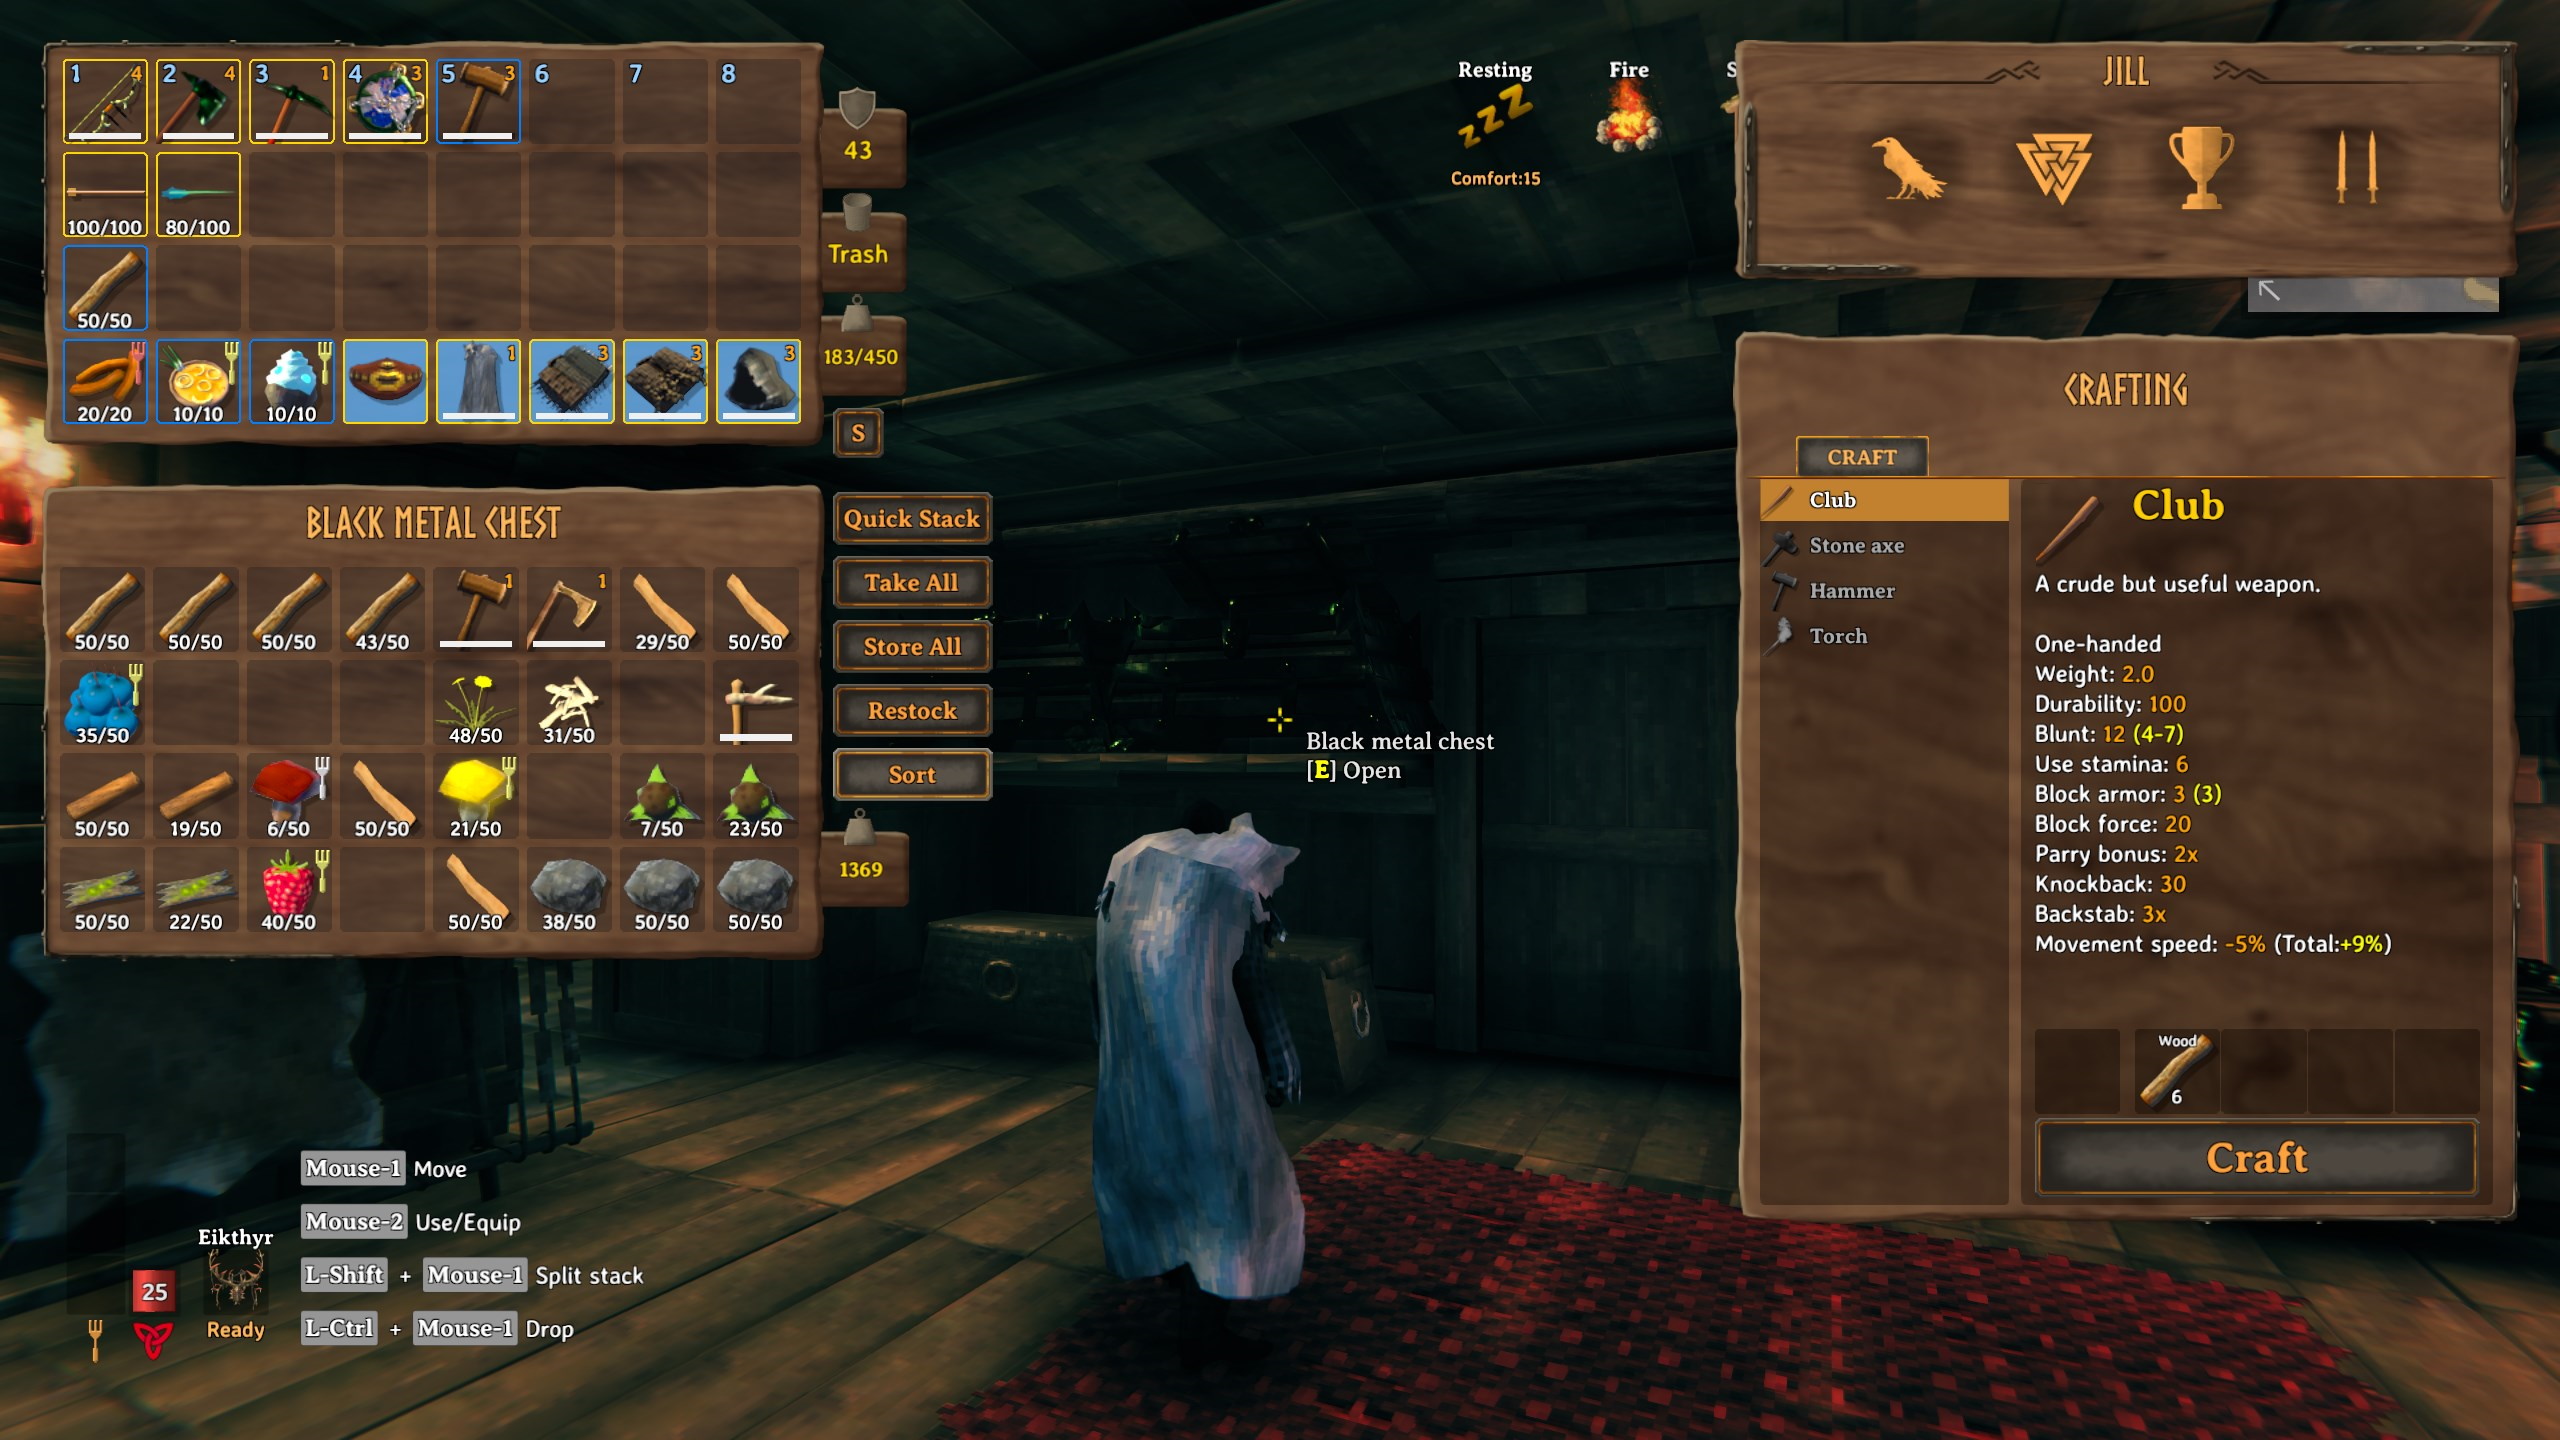 1 4 2 4 3 1 4 3 5 3 6 7 8
100/100 80/100
50/50
1 3 3 3
20/20 10/10 10/10
43
Trash
183/450
S
BLACK METAL CHEST
1 1
50/50 50/50 50/50 43/50 29/50 50/50
35/50 48/50 31/50
50/50 19/50 6/50 50/50 21/50 7/50 23/50
50/50 22/50 40/50 50/50 38/50 50/50 50/50
Quick Stack
Take All
Store All
Restock
Sort
1369
Resting Fire S
Comfort:15
Black metal chest
[E] Open
JILL
CRAFTING
CRAFT
Club
Stone axe
Hammer
Torch
Club
A crude but useful weapon.
One-handed
Weight: 2.0
Durability: 100
Blunt: 12 (4-7)
Use stamina: 6
Block armor: 3 (3)
Block force: 20
Parry bonus: 2x
Knockback: 30
Backstab: 3x
Movement speed: -5% (Total:+9%)
Wood
6
Craft
Mouse-1 Move
Mouse-2 Use/Equip
L-Shift + Mouse-1 Split stack
L-Ctrl + Mouse-1 Drop
Eikthyr
25
Ready